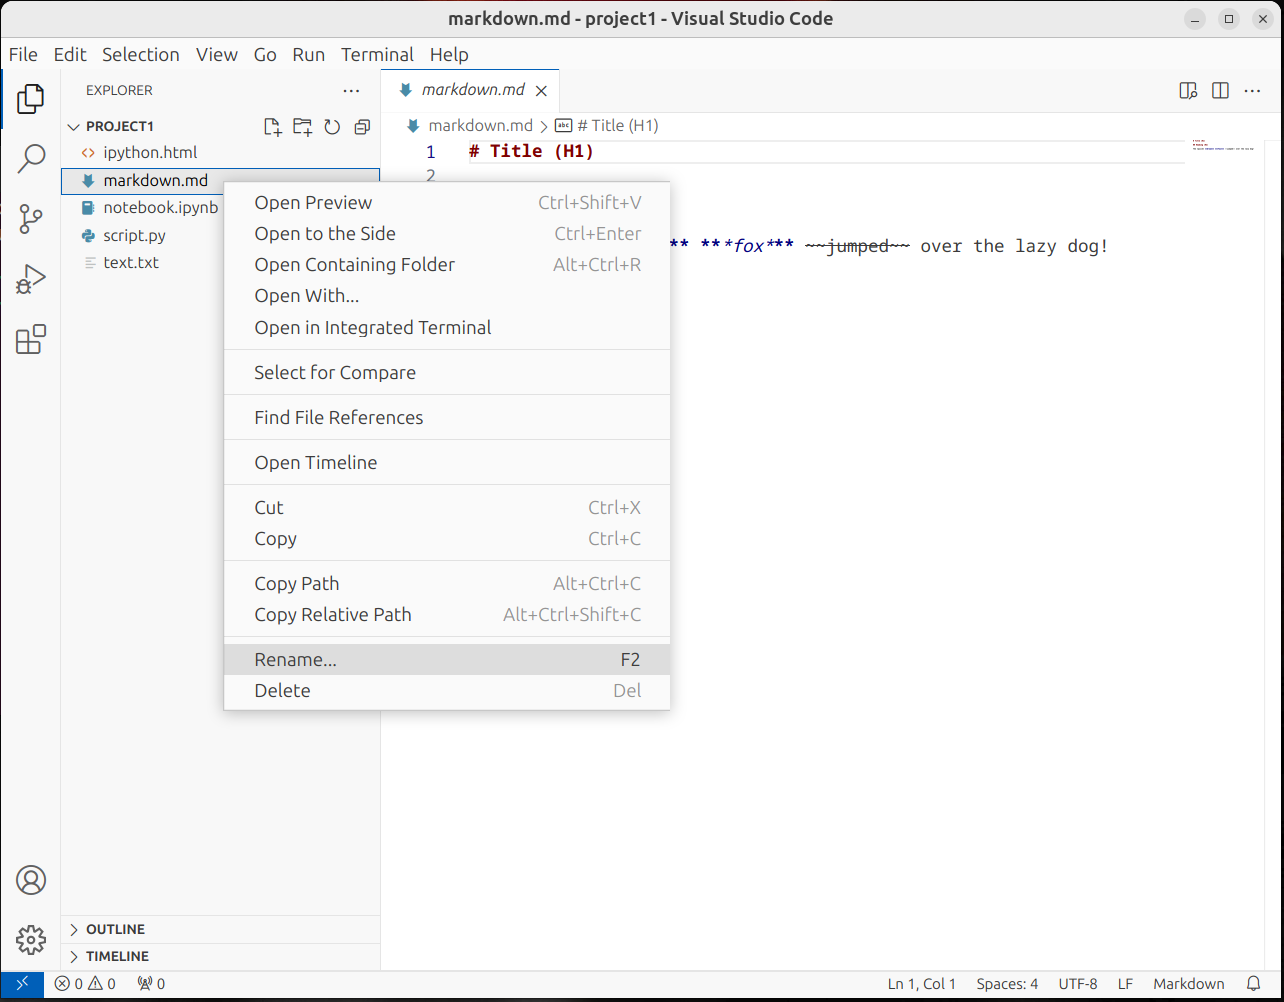 markdown.md - project1 - Visual Studio Code
File Edit Selection View Go Run Terminal Help
EXPLORER
PROJECT1
ipython.html
markdown.md
notebook.ipynb
script.py
text.txt
markdown.md
markdown.md > # Title (H1)
1 # Title (H1)
2
** ***fox*** ~~jumped~~ over the lazy dog!
Open Preview Ctrl+Shift+V
Open to the Side Ctrl+Enter
Open Containing Folder Alt+Ctrl+R
Open With...
Open in Integrated Terminal
Select for Compare
Find File References
Open Timeline
Cut Ctrl+X
Copy Ctrl+C
Copy Path Alt+Ctrl+C
Copy Relative Path Alt+Ctrl+Shift+C
Rename... F2
Delete Del
OUTLINE
TIMELINE
0 0 0
Ln 1, Col 1 Spaces: 4 UTF-8 LF Markdown